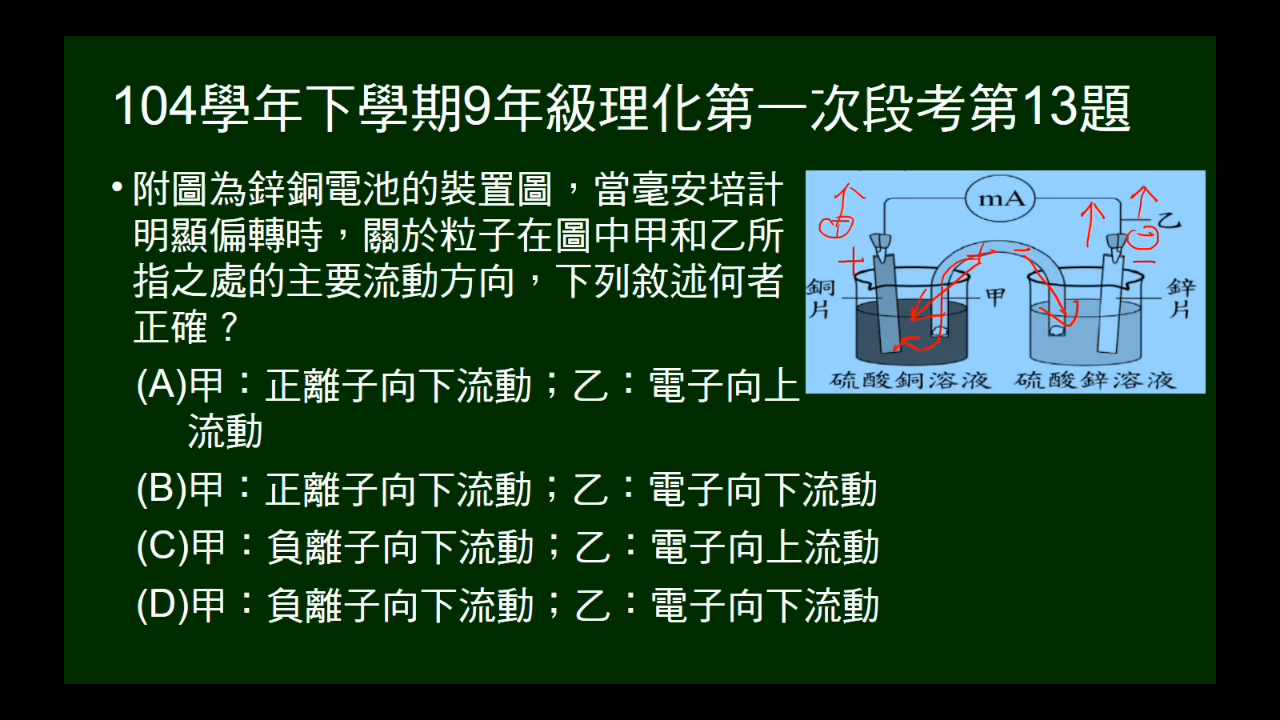 104學年下學期9年級理化第一次段考第13題
• 附圖為鋅銅電池的裝置圖，當毫安培計
明顯偏轉時，關於粒子在圖中甲和乙所
指之處的主要流動方向，下列敘述何者
正確？
(A)甲：正離子向下流動；乙：電子向上
流動
(B)甲：正離子向下流動；乙：電子向下流動
(C)甲：負離子向下流動；乙：電子向上流動
(D)甲：負離子向下流動；乙：電子向下流動
mA
乙
銅片
甲
鋅片
硫酸銅溶液
硫酸鋅溶液
+
−